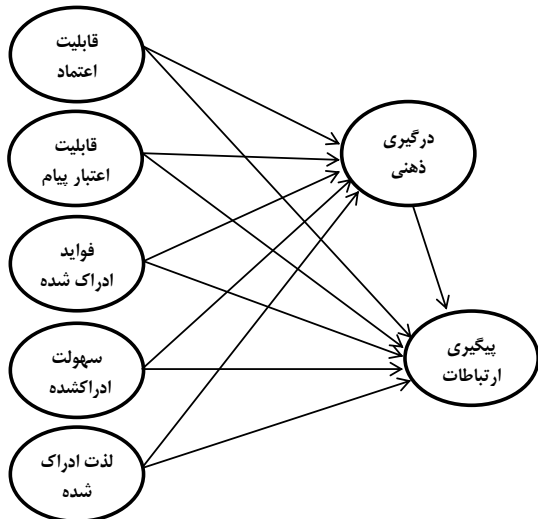 قابلیت
اعتماد
قابلیت
اعتبار پیام
فواید
ادراک شده
سهولت
ادراکشده
لذت ادراک
شده
درگیری
ذهنی
پیگیری
ارتباطات